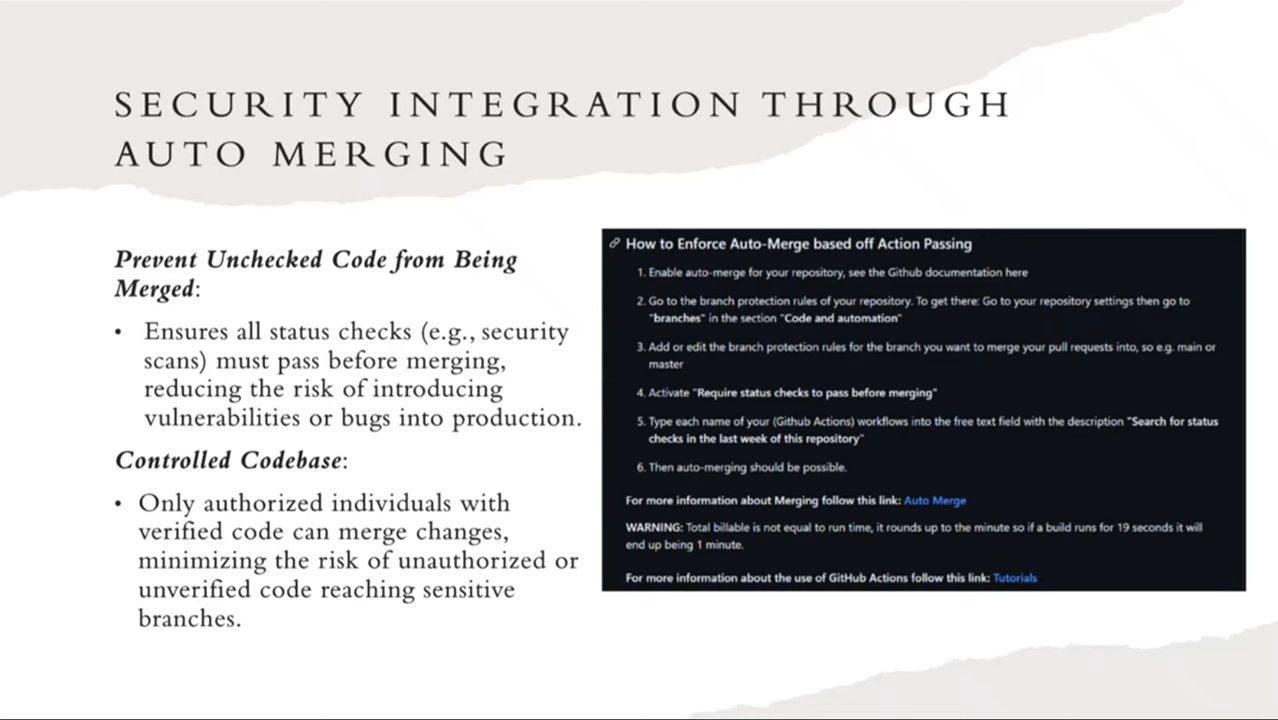 SECURITY INTEGRATION THROUGH
AUTO MERGING
Prevent Unchecked Code from Being
Merged:
• Ensures all status checks (e.g., security
scans) must pass before merging,
reducing the risk of introducing
vulnerabilities or bugs into production.
Controlled Codebase:
• Only authorized individuals with
verified code can merge changes,
minimizing the risk of unauthorized or
unverified code reaching sensitive
branches.
How to Enforce Auto-Merge based off Action Passing
1. Enable auto-merge for your repository, see the Github documentation here
2. Go to the branch protection rules of your repository. To get there: Go to your repository settings then go to
"branches" in the section "Code and automation"
3. Add or edit the branch protection rules for the branch you want to merge your pull requests into, so e.g. main or
master
4. Activate "Require status checks to pass before merging"
5. Type each name of your (Github Actions) workflows into the free text field with the description "Search for status
checks in the last week of this repository"
6. Then auto-merging should be possible.
For more information about Merging follow this link: Auto Merge
WARNING: Total billable is not equal to run time, it rounds up to the minute so if a build runs for 19 seconds it will
end up being 1 minute.
For more information about the use of GitHub Actions follow this link: Tutorials